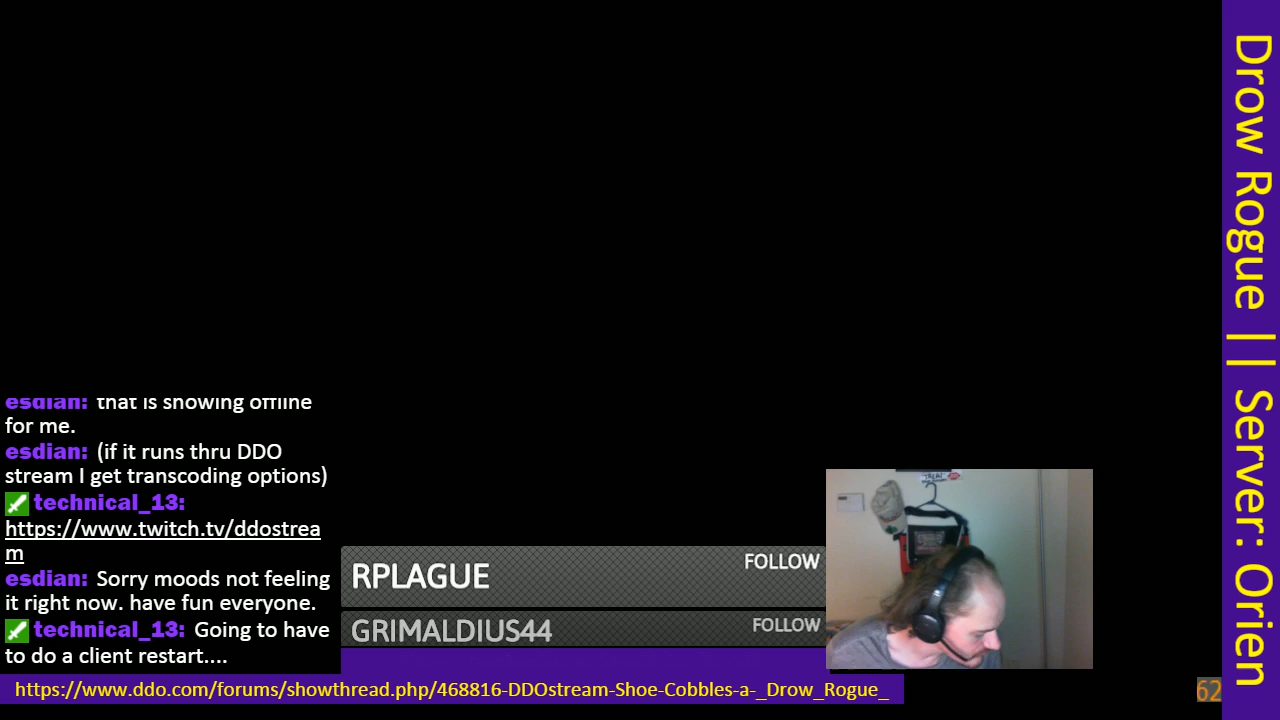 esdian: that is showing offline
for me.
esdian: (if it runs thru DDO
stream I get transcoding options)
technical_13:
https://www.twitch.tv/ddostrea
m
esdian: Sorry moods not feeling
it right now. have fun everyone.
technical_13: Going to have
to do a client restart....
RPLAGUE FOLLOW
GRIMALDIUS44 FOLLOW
https://www.ddo.com/forums/showthread.php/468816-DDOstream-Shoe-Cobbles-a-_Drow_Rogue_
62
Drow Rogue || Server: Orien